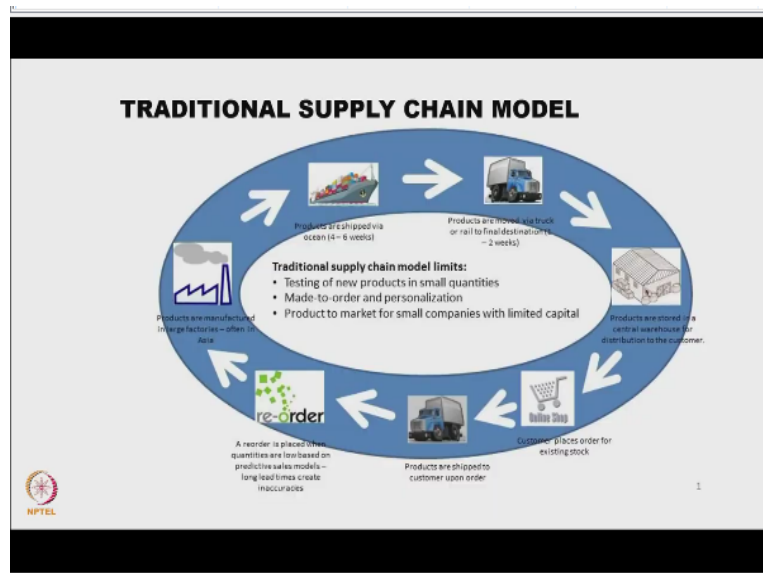 TRADITIONAL SUPPLY CHAIN MODEL
Products are shipped via
ocean (4 – 6 weeks)
Products are moved via truck
or rail to final destination (1
– 2 weeks)
Traditional supply chain model limits:
• Testing of new products in small quantities
• Made-to-order and personalization
• Product to market for small companies with limited capital
Products are manufactured
in large factories – often in
Asia
Products are stored in a
central warehouse for
distribution to the customer.
re-order
Online Shop
A reorder is placed when
quantities are low based on
predictive sales models –
long lead times create
inaccuracies
Products are shipped to
customer upon order
Customer places order for
existing stock
NPTEL
1